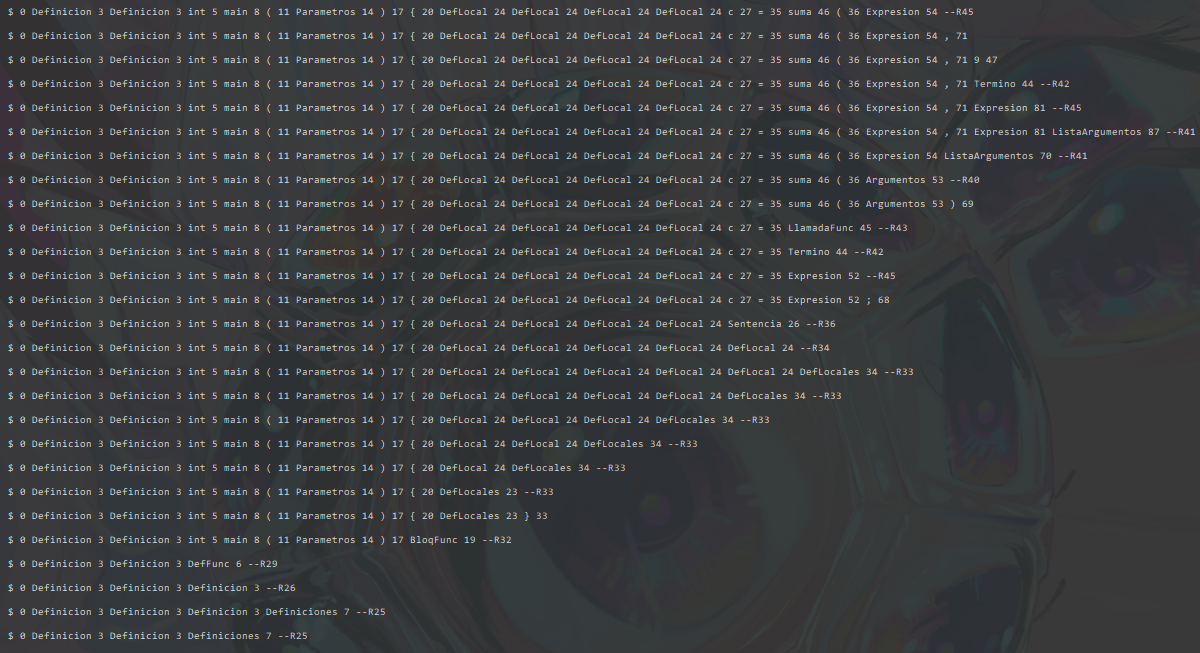 $ 0 Definicion 3 Definicion 3 int 5 main 8 ( 11 Parametros 14 ) 17 { 20 DefLocal 24 DefLocal 24 DefLocal 24 DefLocal 24 c 27 = 35 suma 46 ( 36 Expresion 54 --R45
$ 0 Definicion 3 Definicion 3 int 5 main 8 ( 11 Parametros 14 ) 17 { 20 DefLocal 24 DefLocal 24 DefLocal 24 DefLocal 24 c 27 = 35 suma 46 ( 36 Expresion 54 , 71
$ 0 Definicion 3 Definicion 3 int 5 main 8 ( 11 Parametros 14 ) 17 { 20 DefLocal 24 DefLocal 24 DefLocal 24 DefLocal 24 c 27 = 35 suma 46 ( 36 Expresion 54 , 71 9 47
$ 0 Definicion 3 Definicion 3 int 5 main 8 ( 11 Parametros 14 ) 17 { 20 DefLocal 24 DefLocal 24 DefLocal 24 DefLocal 24 c 27 = 35 suma 46 ( 36 Expresion 54 , 71 Termino 44 --R42
$ 0 Definicion 3 Definicion 3 int 5 main 8 ( 11 Parametros 14 ) 17 { 20 DefLocal 24 DefLocal 24 DefLocal 24 DefLocal 24 c 27 = 35 suma 46 ( 36 Expresion 54 , 71 Expresion 81 --R45
$ 0 Definicion 3 Definicion 3 int 5 main 8 ( 11 Parametros 14 ) 17 { 20 DefLocal 24 DefLocal 24 DefLocal 24 DefLocal 24 c 27 = 35 suma 46 ( 36 Expresion 54 , 71 Expresion 81 ListaArgumentos 87 --R41
$ 0 Definicion 3 Definicion 3 int 5 main 8 ( 11 Parametros 14 ) 17 { 20 DefLocal 24 DefLocal 24 DefLocal 24 DefLocal 24 c 27 = 35 suma 46 ( 36 Expresion 54 ListaArgumentos 70 --R41
$ 0 Definicion 3 Definicion 3 int 5 main 8 ( 11 Parametros 14 ) 17 { 20 DefLocal 24 DefLocal 24 DefLocal 24 DefLocal 24 c 27 = 35 suma 46 ( 36 Argumentos 53 --R40
$ 0 Definicion 3 Definicion 3 int 5 main 8 ( 11 Parametros 14 ) 17 { 20 DefLocal 24 DefLocal 24 DefLocal 24 DefLocal 24 c 27 = 35 suma 46 ( 36 Argumentos 53 ) 69
$ 0 Definicion 3 Definicion 3 int 5 main 8 ( 11 Parametros 14 ) 17 { 20 DefLocal 24 DefLocal 24 DefLocal 24 DefLocal 24 c 27 = 35 LlamadaFunc 45 --R43
$ 0 Definicion 3 Definicion 3 int 5 main 8 ( 11 Parametros 14 ) 17 { 20 DefLocal 24 DefLocal 24 DefLocal 24 DefLocal 24 c 27 = 35 Termino 44 --R42
$ 0 Definicion 3 Definicion 3 int 5 main 8 ( 11 Parametros 14 ) 17 { 20 DefLocal 24 DefLocal 24 DefLocal 24 DefLocal 24 c 27 = 35 Expresion 52 --R45
$ 0 Definicion 3 Definicion 3 int 5 main 8 ( 11 Parametros 14 ) 17 { 20 DefLocal 24 DefLocal 24 DefLocal 24 DefLocal 24 c 27 = 35 Expresion 52 ; 68
$ 0 Definicion 3 Definicion 3 int 5 main 8 ( 11 Parametros 14 ) 17 { 20 DefLocal 24 DefLocal 24 DefLocal 24 DefLocal 24 Sentencia 26 --R36
$ 0 Definicion 3 Definicion 3 int 5 main 8 ( 11 Parametros 14 ) 17 { 20 DefLocal 24 DefLocal 24 DefLocal 24 DefLocal 24 DefLocal 24 --R34
$ 0 Definicion 3 Definicion 3 int 5 main 8 ( 11 Parametros 14 ) 17 { 20 DefLocal 24 DefLocal 24 DefLocal 24 DefLocal 24 DefLocal 24 DefLocales 34 --R33
$ 0 Definicion 3 Definicion 3 int 5 main 8 ( 11 Parametros 14 ) 17 { 20 DefLocal 24 DefLocal 24 DefLocal 24 DefLocal 24 DefLocales 34 --R33
$ 0 Definicion 3 Definicion 3 int 5 main 8 ( 11 Parametros 14 ) 17 { 20 DefLocal 24 DefLocal 24 DefLocal 24 DefLocales 34 --R33
$ 0 Definicion 3 Definicion 3 int 5 main 8 ( 11 Parametros 14 ) 17 { 20 DefLocal 24 DefLocal 24 DefLocales 34 --R33
$ 0 Definicion 3 Definicion 3 int 5 main 8 ( 11 Parametros 14 ) 17 { 20 DefLocal 24 DefLocales 34 --R33
$ 0 Definicion 3 Definicion 3 int 5 main 8 ( 11 Parametros 14 ) 17 { 20 DefLocales 23 --R33
$ 0 Definicion 3 Definicion 3 int 5 main 8 ( 11 Parametros 14 ) 17 { 20 DefLocales 23 } 33
$ 0 Definicion 3 Definicion 3 int 5 main 8 ( 11 Parametros 14 ) 17 BloqFunc 19 --R32
$ 0 Definicion 3 Definicion 3 DefFunc 6 --R29
$ 0 Definicion 3 Definicion 3 Definicion 3 --R26
$ 0 Definicion 3 Definicion 3 Definicion 3 Definiciones 7 --R25
$ 0 Definicion 3 Definicion 3 Definiciones 7 --R25